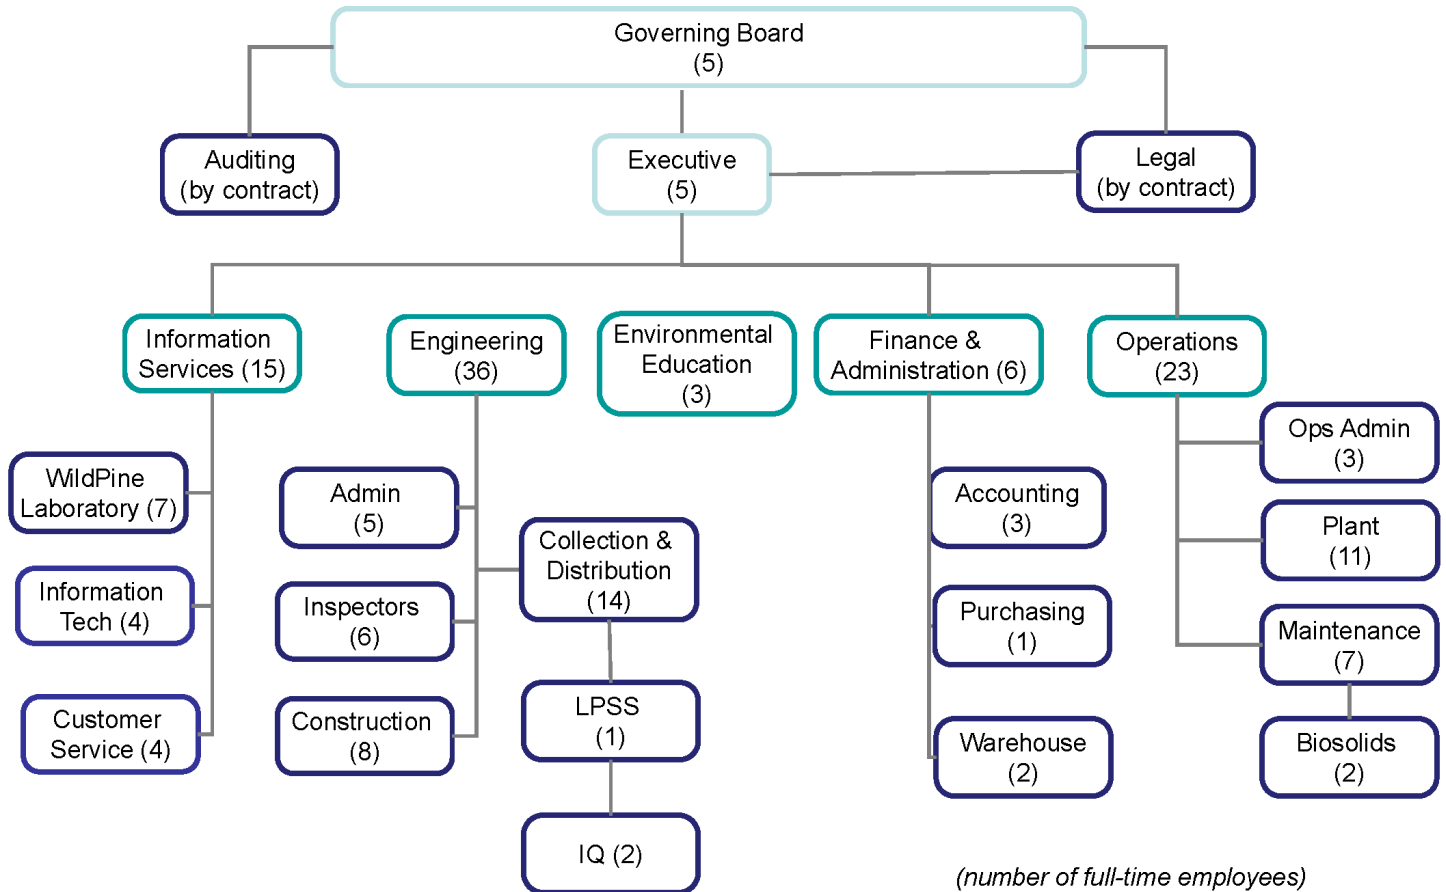 Governing Board
(5)
Auditing
(by contract)
Executive
(5)
Legal
(by contract)
Information
Services (15)
Engineering
(36)
Environmental
Education
(3)
Finance &
Administration (6)
Operations
(23)
WildPine
Laboratory (7)
Information
Tech (4)
Customer
Service (4)
Admin
(5)
Inspectors
(6)
Construction
(8)
Collection &
Distribution
(14)
LPSS
(1)
IQ (2)
Accounting
(3)
Purchasing
(1)
Warehouse
(2)
Ops Admin
(3)
Plant
(11)
Maintenance
(7)
Biosolids
(2)
(number of full-time employees)